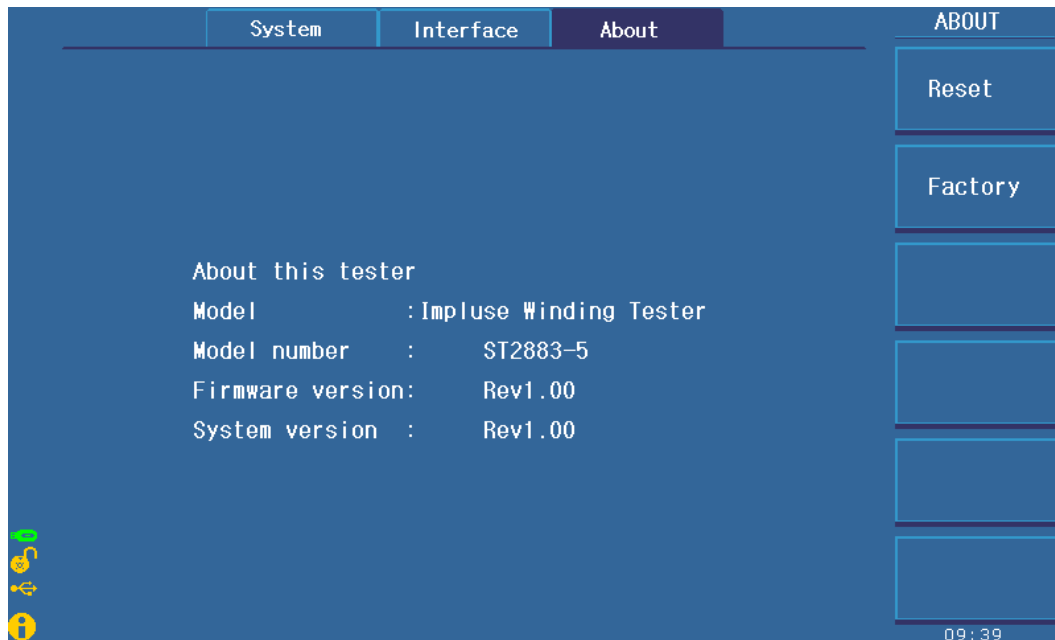 System Interface About ABOUT
Reset
Factory
About this tester
Model :Impluse Winding Tester
Model number : ST2883-5
Firmware version: Rev1.00
System version : Rev1.00
09:39